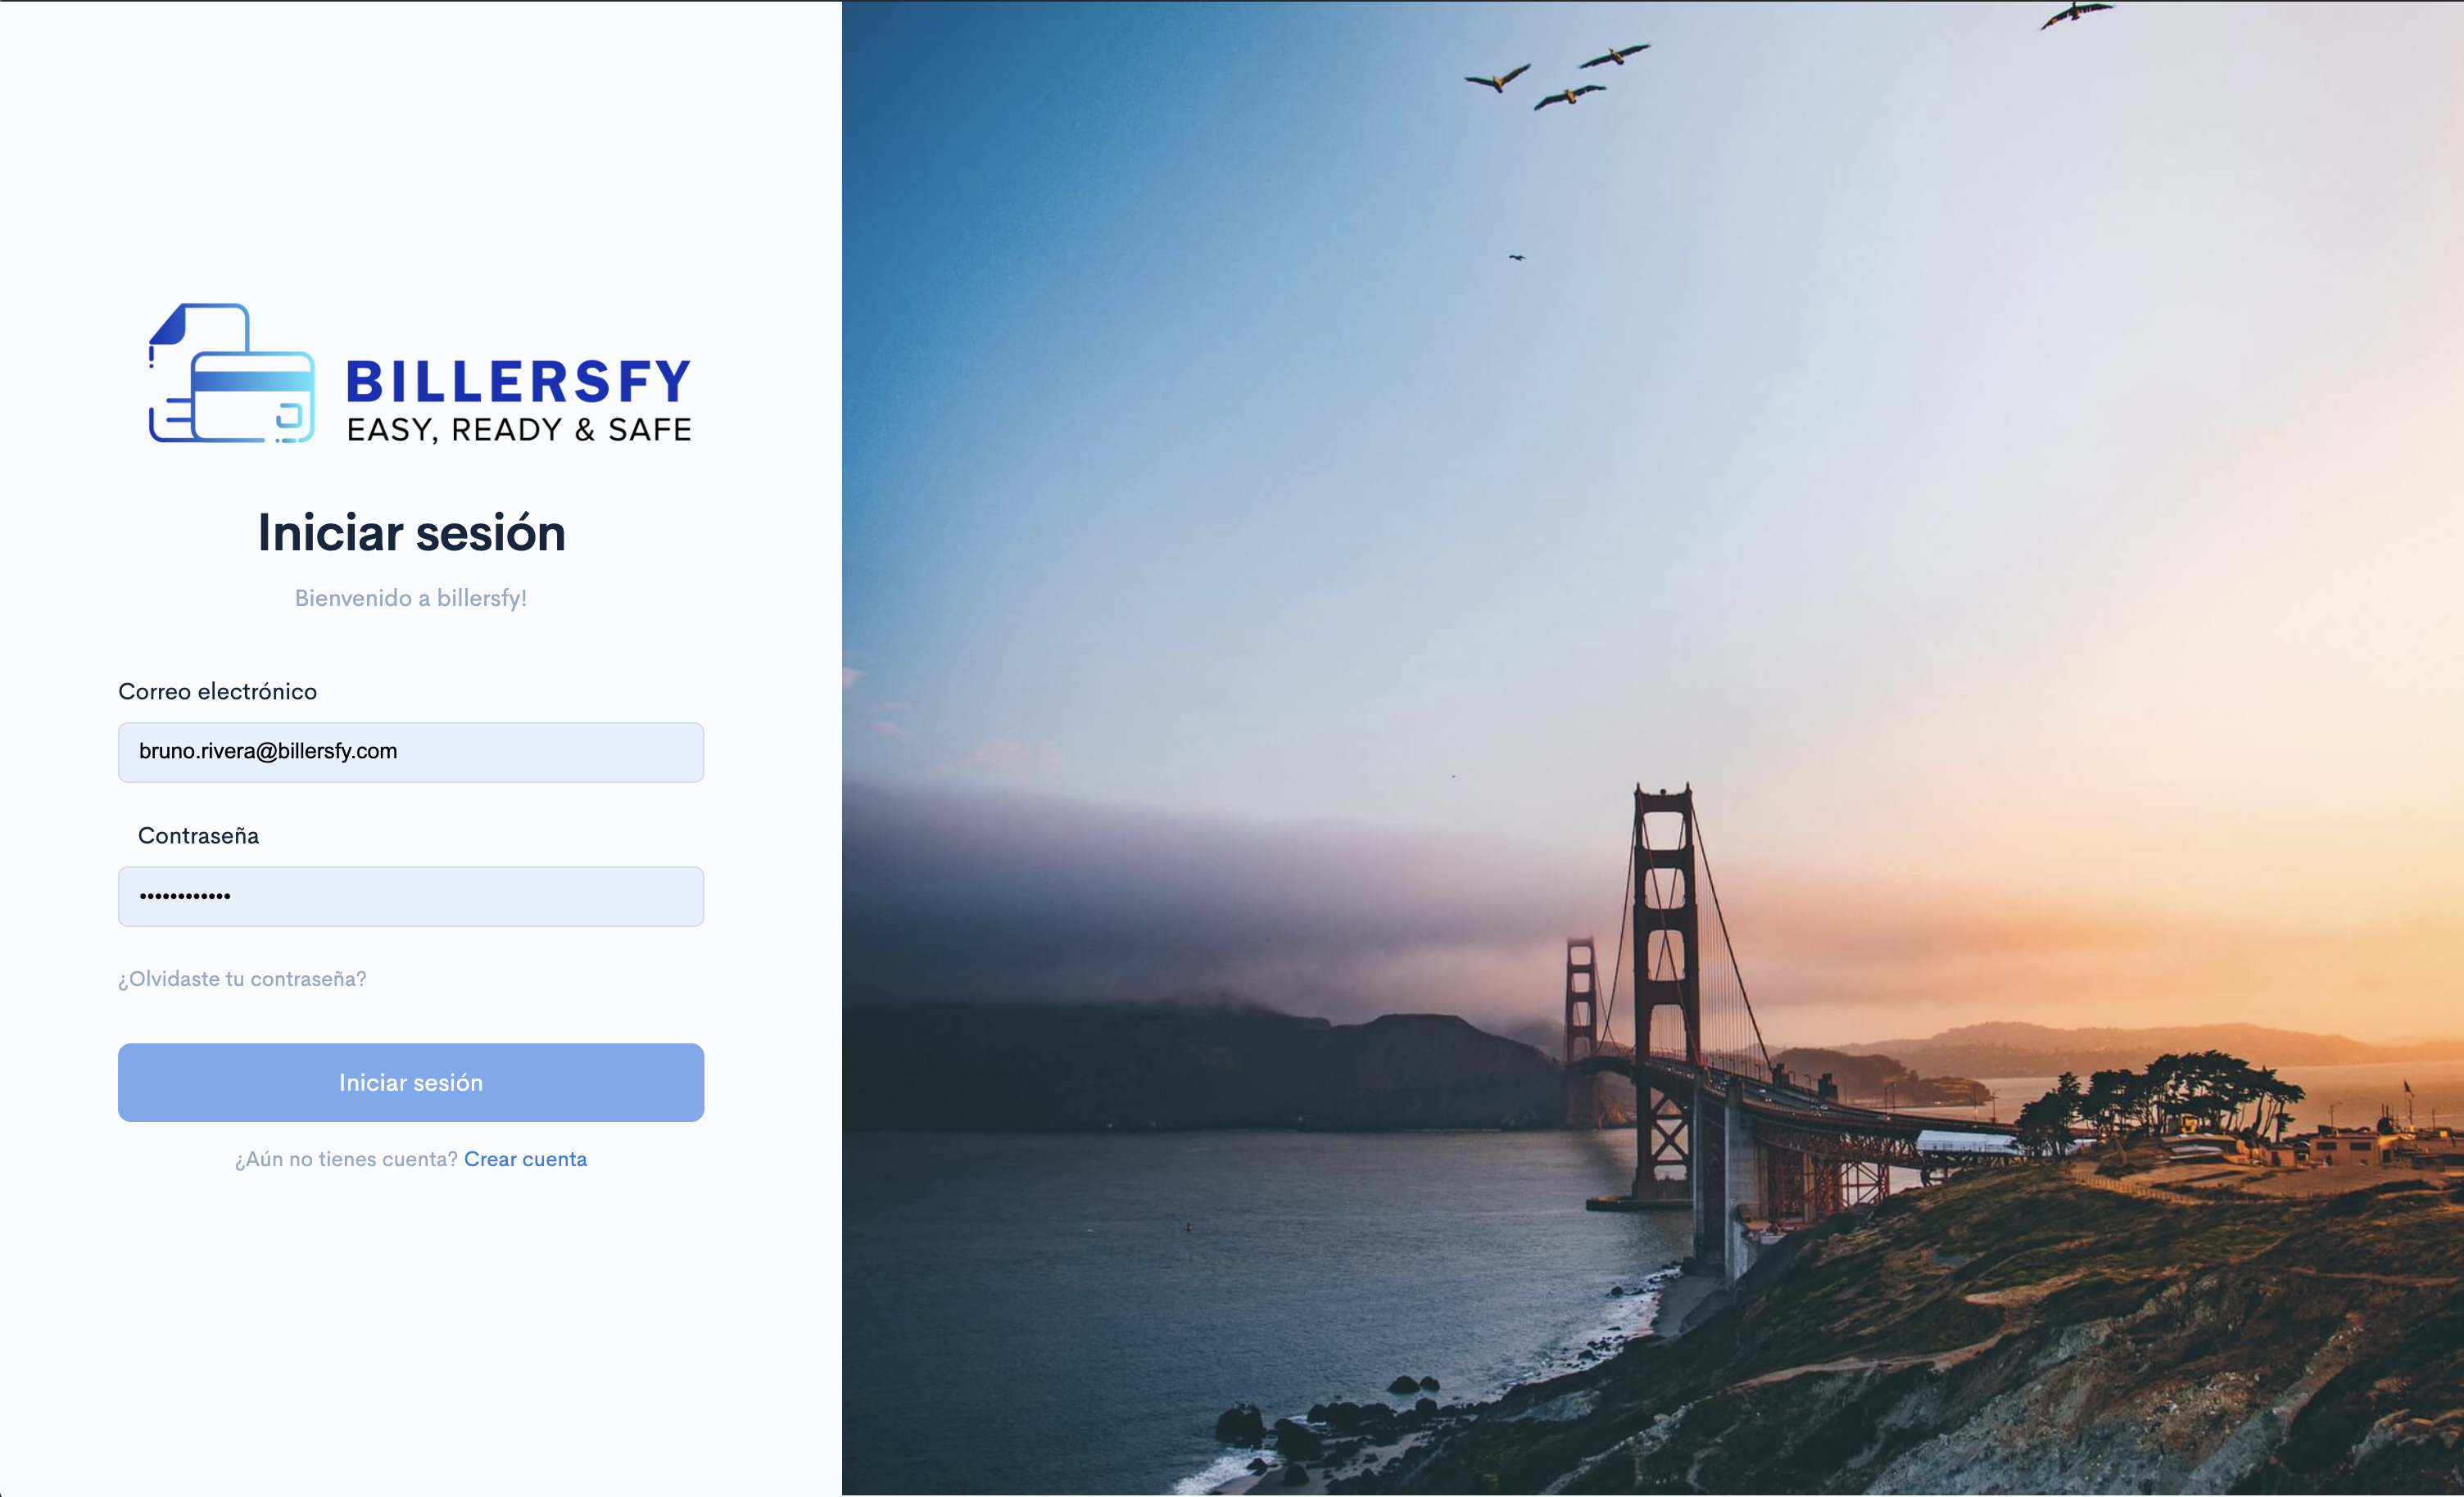 BILLERSFY
EASY, READY & SAFE
Iniciar sesión
Bienvenido a billersfy!
Correo electrónico
bruno.rivera@billersfy.com
Contraseña
••••••••••••
¿Olvidaste tu contraseña?
Iniciar sesión
¿Aún no tienes cuenta? Crear cuenta